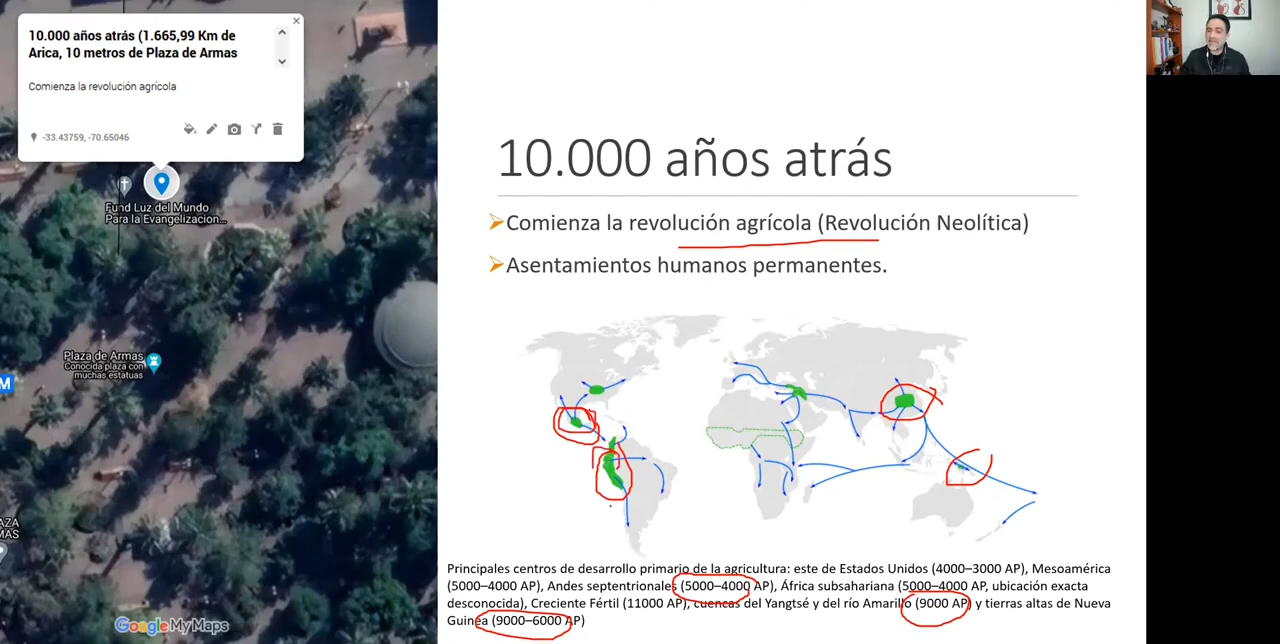 10.000 años atrás (1.665,99 Km de
Arica, 10 metros de Plaza de Armas
Comienza la revolución agrícola
-33.43759, -70.65046
Fund Luz del Mundo
Para la Evangelizacion...
Plaza de Armas
Conocida plaza con
muchas estatuas
M
AZA
MAS
Google My Maps
10.000 años atrás
Comienza la revolución agrícola (Revolución Neolítica)
Asentamientos humanos permanentes.
Principales centros de desarrollo primario de la agricultura: este de Estados Unidos (4000–3000 AP), Mesoamérica
(5000–4000 AP), Andes septentrionales (5000–4000 AP), África subsahariana (5000–4000 AP, ubicación exacta
desconocida), Creciente Fértil (11000 AP), cuencas del Yangtsé y del río Amarillo (9000 AP) y tierras altas de Nueva
Guinea (9000–6000 AP)